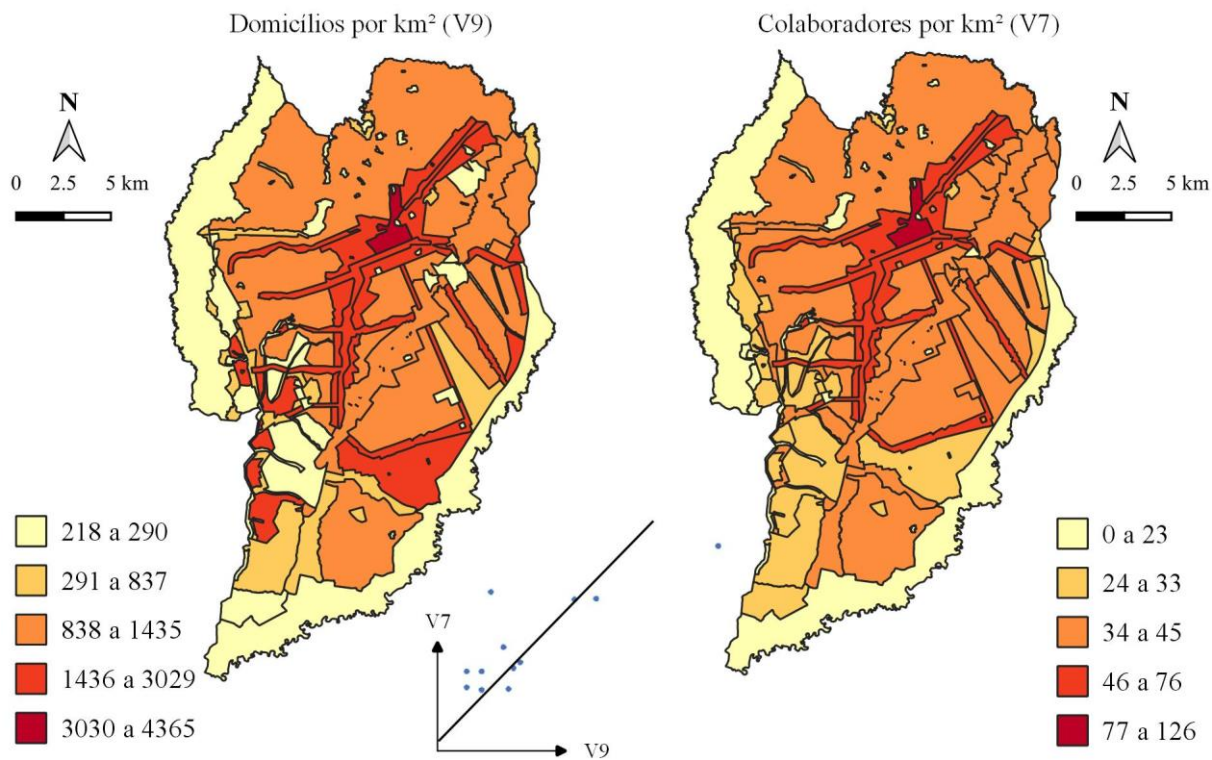 Domicílios por km² (V9)
Colaboradores por km² (V7)
N
0 2.5 5 km
N
0 2.5 5 km
218 a 290
291 a 837
838 a 1435
1436 a 3029
3030 a 4365
V7
V9
0 a 23
24 a 33
34 a 45
46 a 76
77 a 126